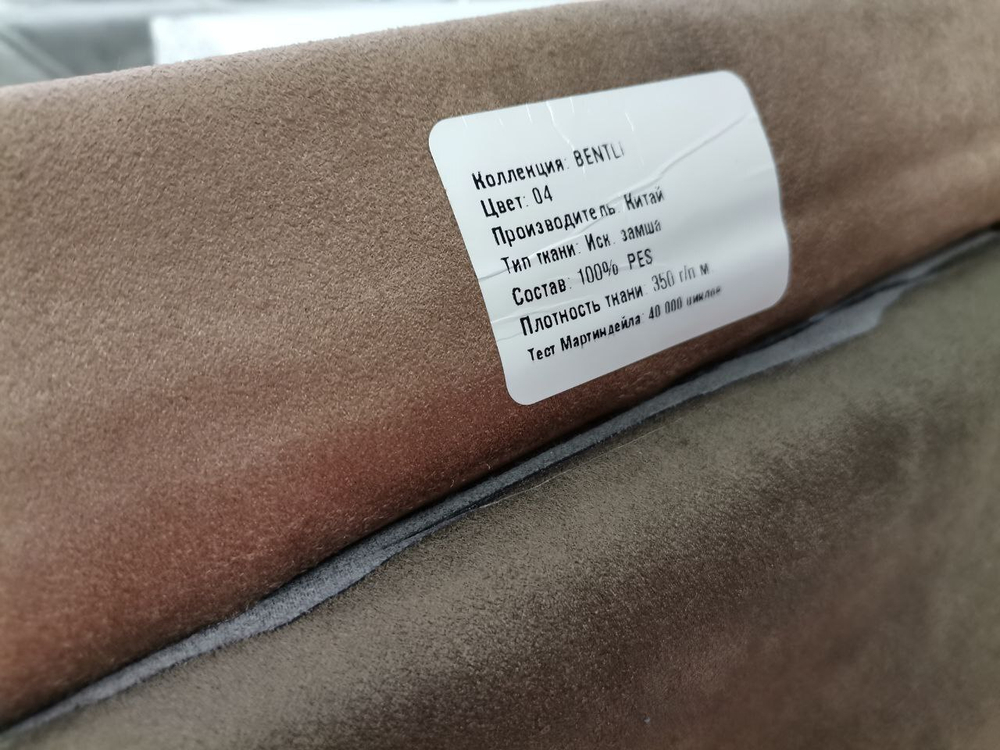 Коллекция: BENTLI
Цвет: 04
Производитель: Китай
Тип ткани: Иск. замша
Состав: 100% PES
Плотность ткани: 350 г/п м
Тест Мартиндейла: 40 000 циклов